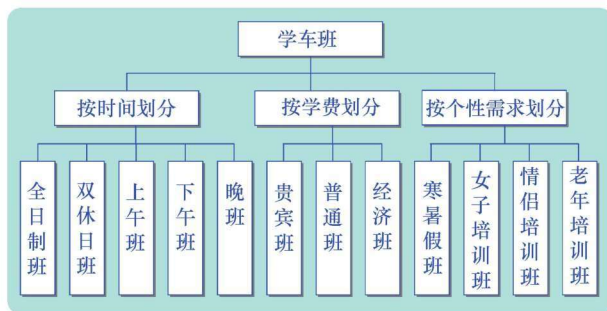 学车班
按时间划分
按学费划分
按个性需求划分
全日制班
双休日班
上午班
下午班
晚班
贵宾班
普通班
经济班
寒暑假班
女子培训班
情侣培训班
老年培训班